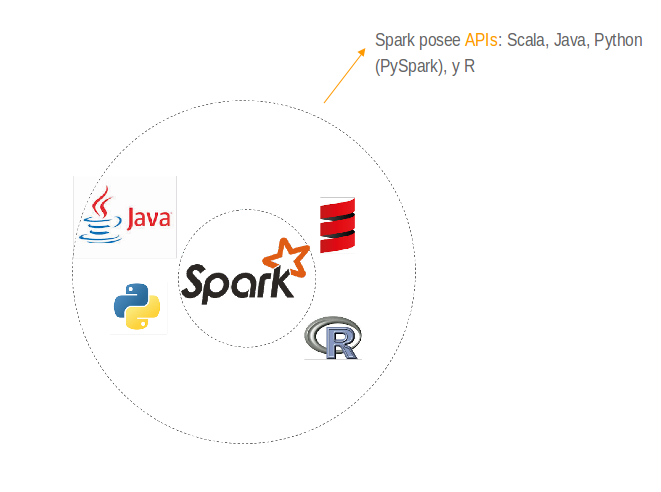 Spark posee APIs: Scala, Java, Python
(PySpark), y R
Java
Spark
R